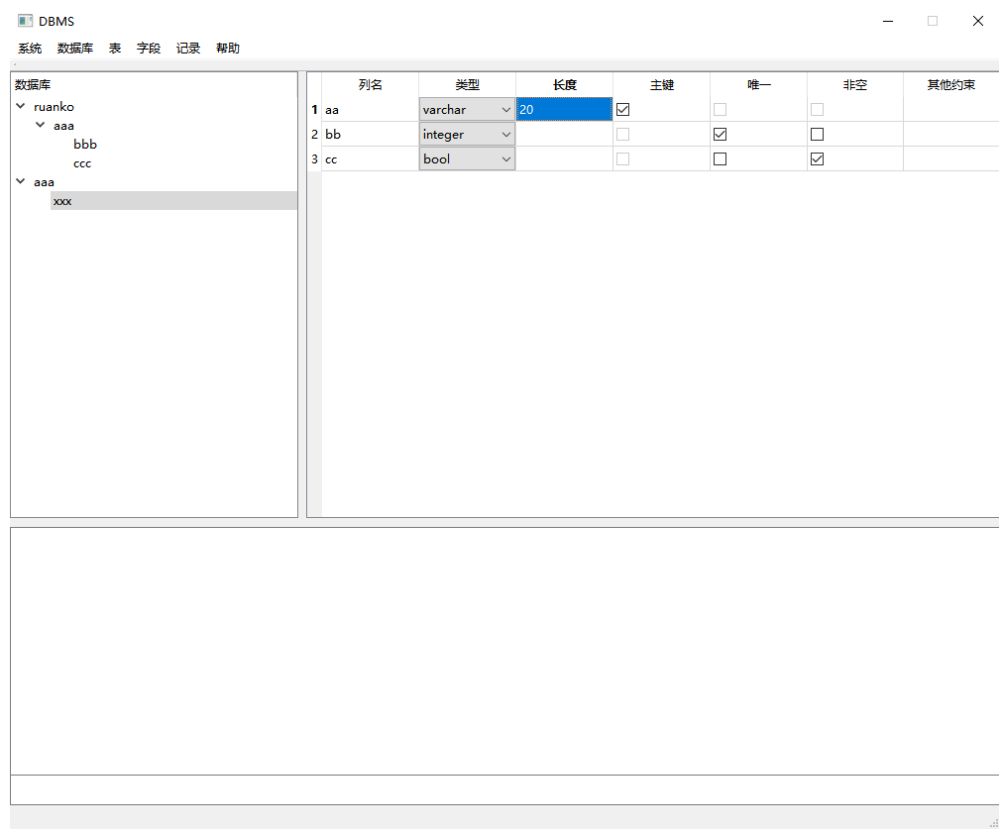 DBMS
系统 数据库 表 字段 记录 帮助
数据库
ruanko
aaa
bbb
ccc
aaa
xxx
列名 类型 长度 主键 唯一 非空 其他约束
1 aa varchar 20
2 bb integer
3 cc bool